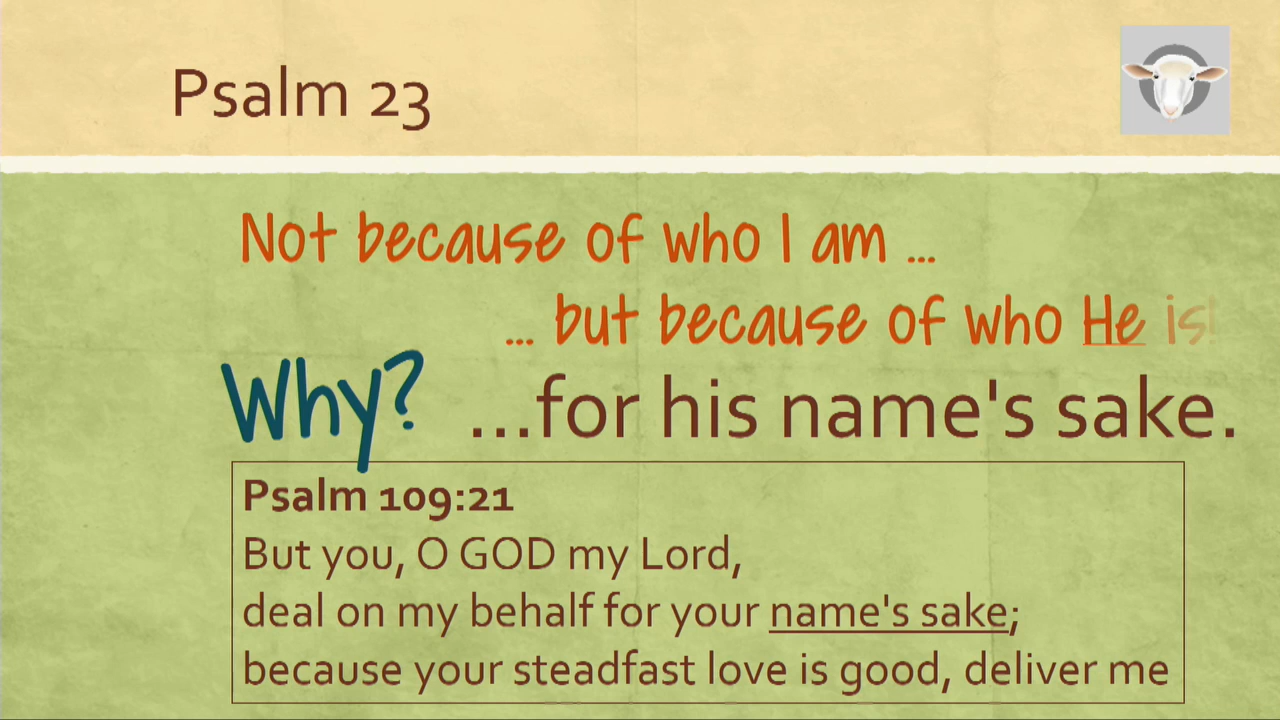 Psalm 23
Not because of who I am ...
... but because of who He is!
Why? ...for his name's sake.
Psalm 109:21
But you, O GOD my Lord,
deal on my behalf for your name's sake;
because your steadfast love is good, deliver me